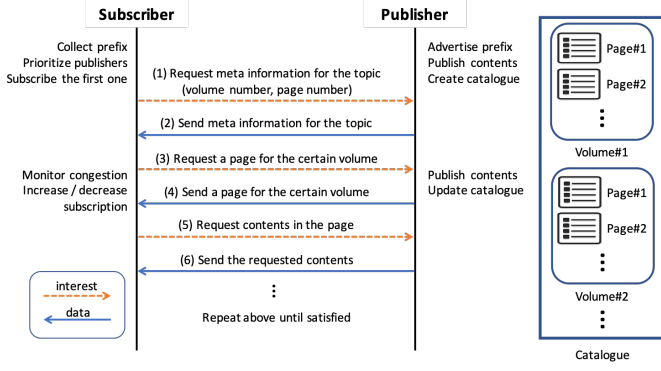 Subscriber
Publisher
Collect prefix
Prioritize publishers
Subscribe the first one
Advertise prefix
Publish contents
Create catalogue
(1) Request meta information for the topic
(volume number, page number)
(2) Send meta information for the topic
(3) Request a page for the certain volume
Monitor congestion
Increase / decrease
subscription
Publish contents
Update catalogue
(4) Send a page for the certain volume
(5) Request contents in the page
(6) Send the requested contents
Repeat above until satisfied
interest
data
Page#1
Page#2
Volume#1
Page#1
Page#2
Volume#2
Catalogue